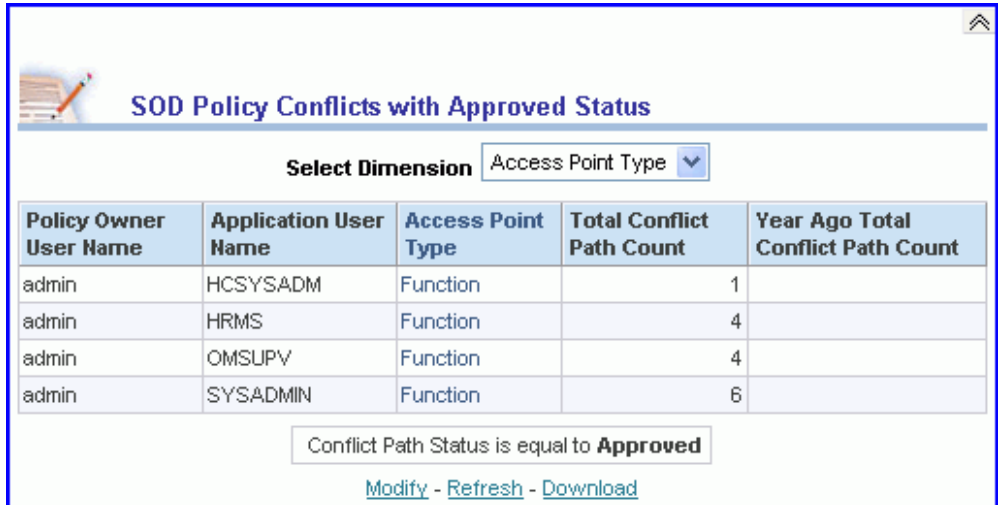 SOD Policy Conflicts with Approved Status
Select Dimension Access Point Type
Policy Owner User Name Application User Name Access Point Type Total Conflict Path Count Year Ago Total Conflict Path Count
admin HCSYSADM Function 1
admin HRMS Function 4
admin OMSUPV Function 4
admin SYSADMIN Function 6
Conflict Path Status is equal to Approved
Modify - Refresh - Download